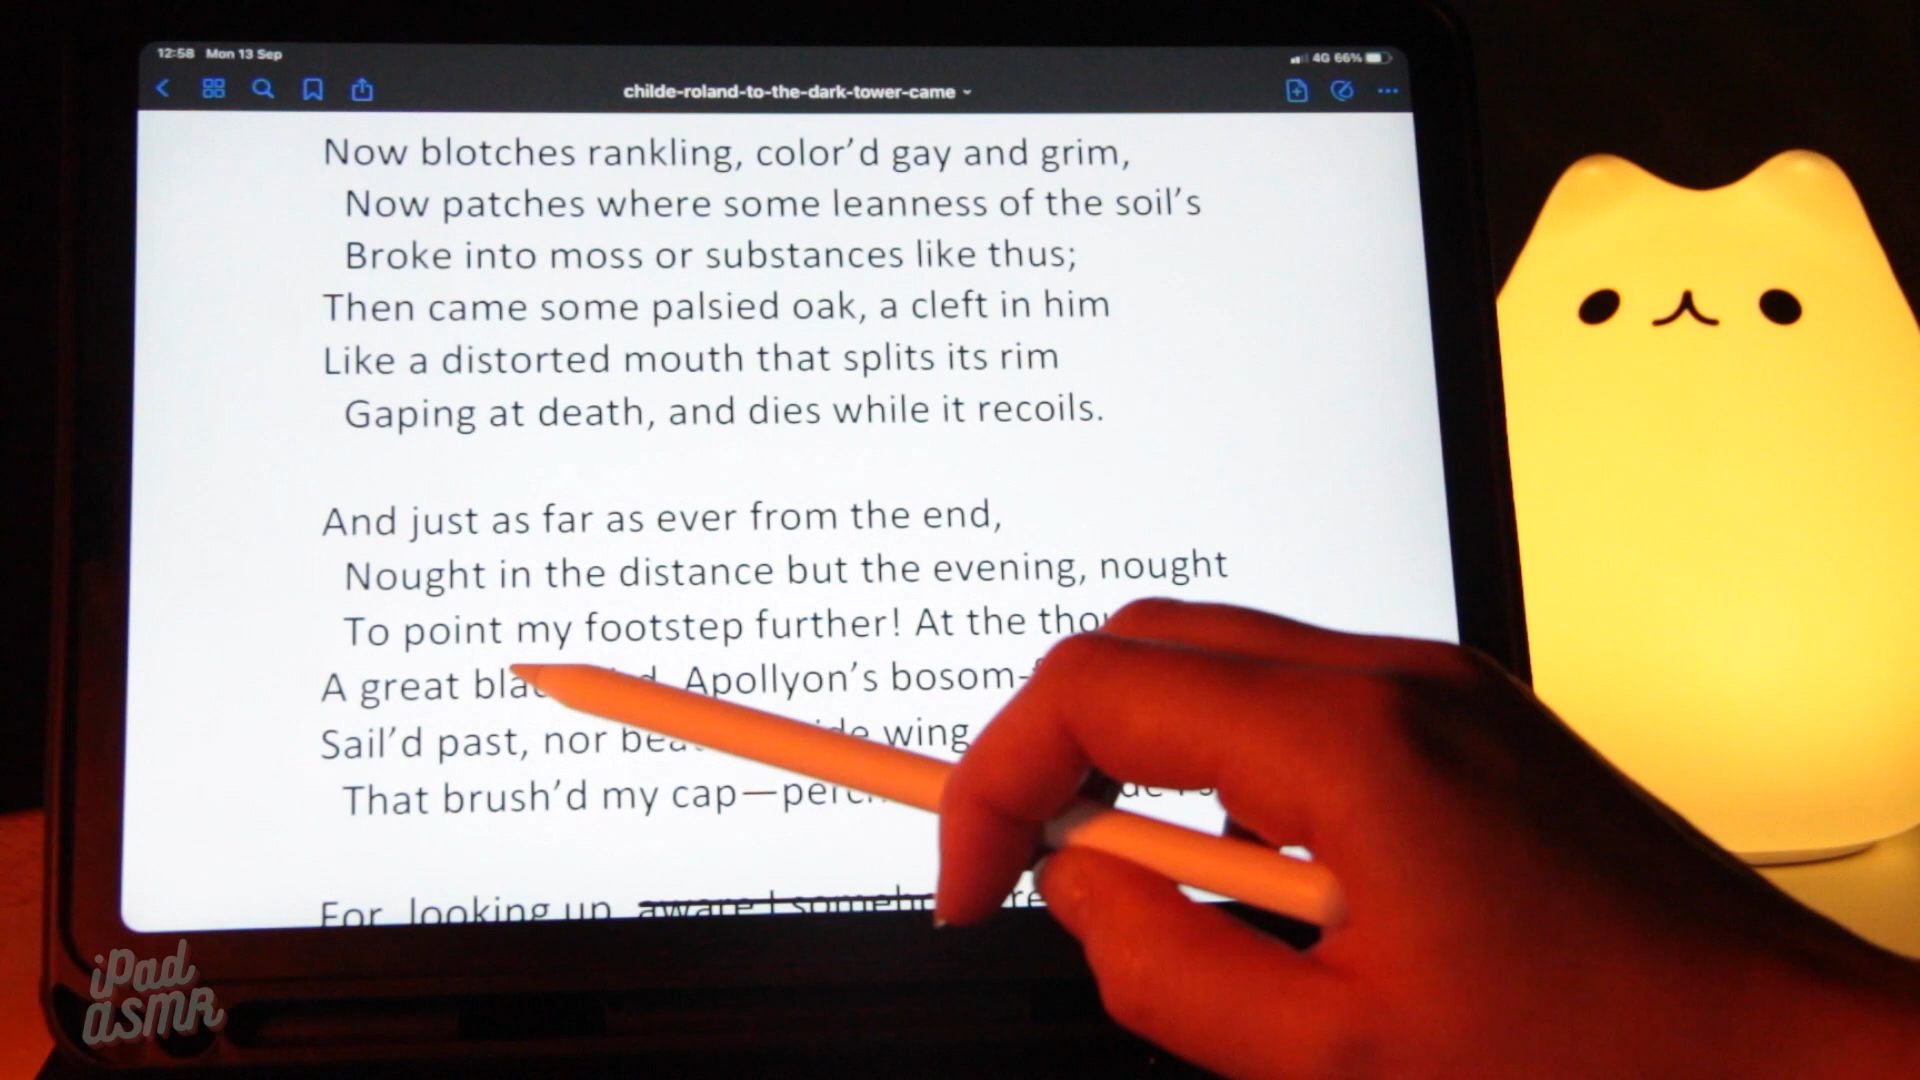 12:58 Mon 13 Sep
4G 66%
childe-roland-to-the-dark-tower-came
Now blotches rankling, color’d gay and grim,
Now patches where some leanness of the soil’s
Broke into moss or substances like thus;
Then came some palsied oak, a cleft in him
Like a distorted mouth that splits its rim
Gaping at death, and dies while it recoils.
And just as far as ever from the end,
Nought in the distance but the evening, nought
To point my footstep further! At the
A great Apollyon’s bosom-
Sail’d past, nor wing
That brush’d my cap—
For looking up aware I
iPad
asmr